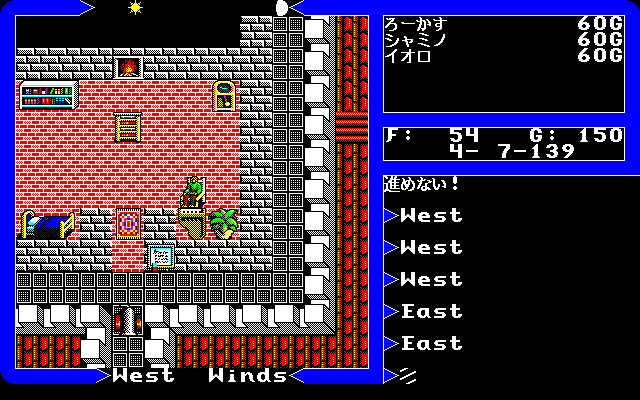 ろーかす 60G
シャミノ 60G
イオロ 60G
F: 54 G: 150
4- 7-139
進めない!
West
West
West
East
East
West Winds